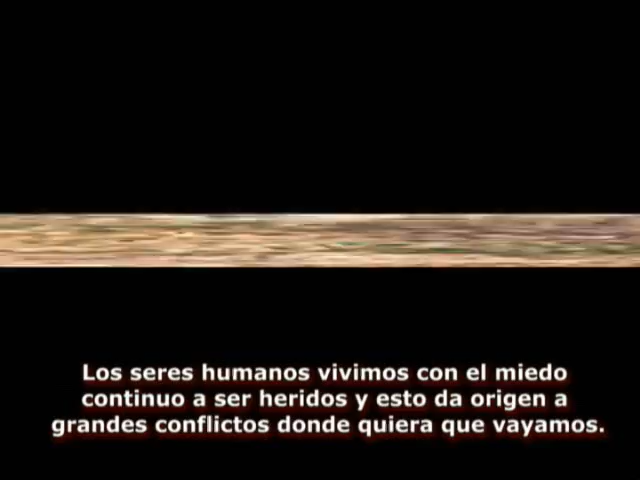 Los seres humanos vivimos con el miedo
continuo a ser heridos y esto da origen a
grandes conflictos donde quiera que vayamos.